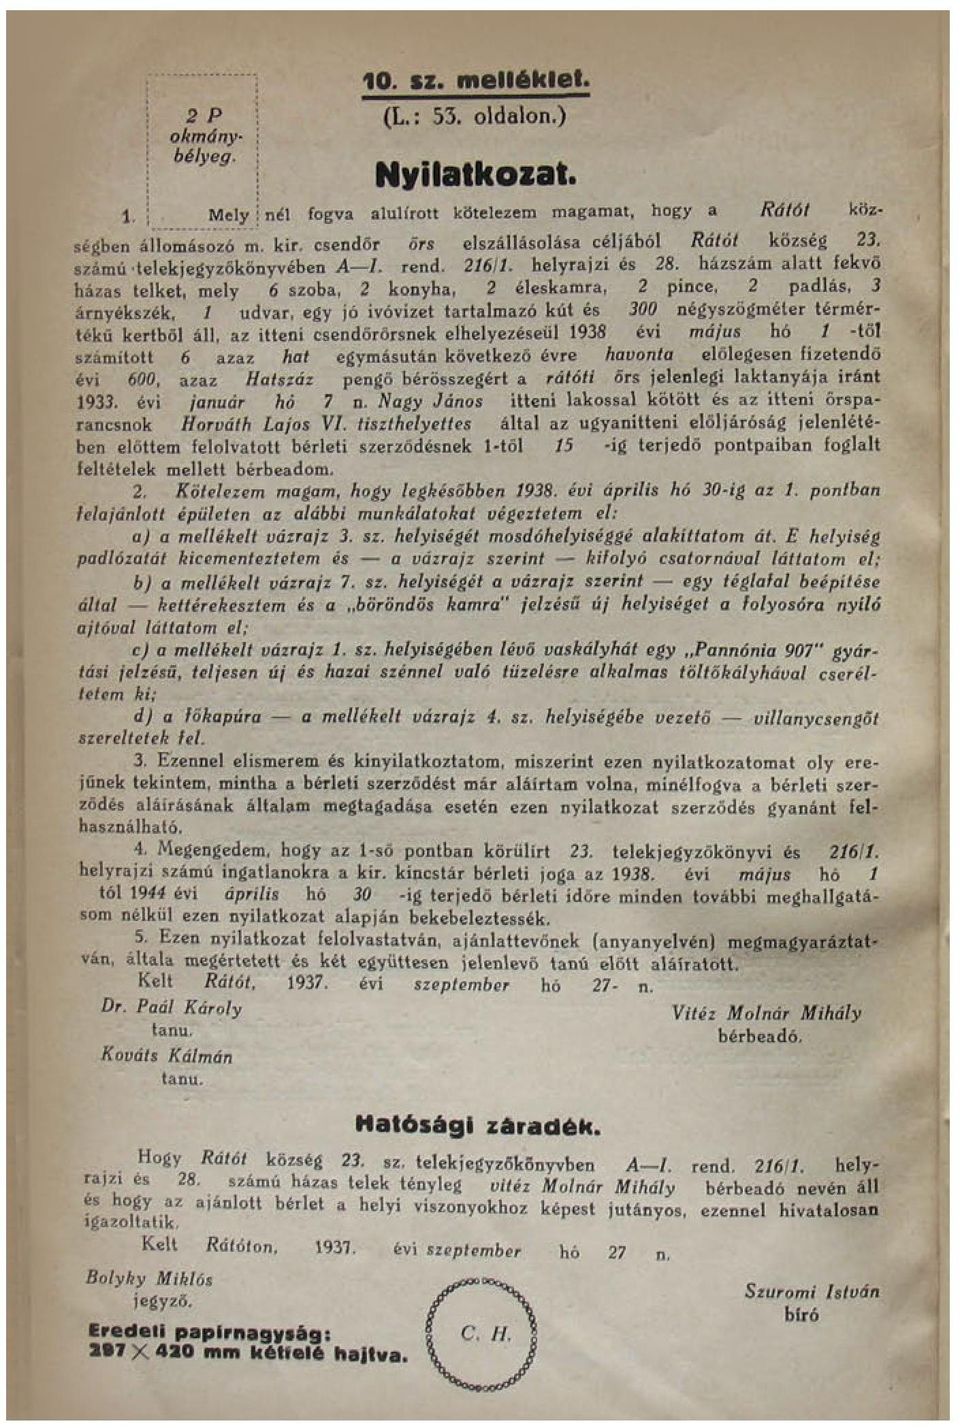 10. sz. melléklet.
(L.: 53. oldalon.)
2 P
okmány-
bélyeg.
Nyilatkozat.
1. Mely nél fogva alulírott kötelezem magamat, hogy a Rátót köz-
ségben állomásozó m. kir. csendőr őrs elszállásolása céljából Rátót község 23.
számú telekjegyzőkönyvében A—I. rend. 216/1. helyrajzi és 28. házszám alatt fekvő
házas telket, mely 6 szoba, 2 konyha, 2 éleskamra, 2 pince, 2 padlás, 3
árnyékszék, 1 udvar, egy jó ivóvizet tartalmazó kút és 300 négyszögméter térmér-
tékű kertből áll, az itteni csendőrőrsnek elhelyezéseül 1938 évi május hó 1 -től
számított 6 azaz hat egymásután következő évre havonta előlegesen fizetendő
évi 600, azaz Hatszáz pengő bérösszegért a rátóti őrs jelenlegi laktanyája iránt
1933. évi január hó 7 n. Nagy János itteni lakossal kötött és az itteni őrspa-
rancsnok Horváth Lajos VI. tiszthelyettes által az ugyanitteni elöljáróság jelenlété-
ben előttem felolvatott bérleti szerződésnek 1-től 15 -ig terjedő pontpaiban foglalt
feltételek mellett bérbeadom.
2. Kötelezem magam, hogy legkésőbben 1938. évi április hó 30-ig az 1. pontban
felajánlott épületen az alábbi munkálatokat végeztetem el:
a) a mellékelt vázrajz 3. sz. helyiségét mosdóhelyiséggé alakíttatom át. E helyiség
padlózatát kicementeztetem és — a vázrajz szerint — kifolyó csatornával láttatom el;
b) a mellékelt vázrajz 7. sz. helyiségét a vázrajz szerint — egy téglafal beépítése
által — kettérekesztem és a „böröndös kamra" jelzésű új helyiséget a folyosóra nyíló
ajtóval láttatom el;
c) a mellékelt vázrajz 1. sz. helyiségében lévő vaskályhát egy „Pannónia 907" gyár-
tási jelzésű, teljesen új és hazai szénnel való tüzelésre alkalmas töltőkályhával cserél-
tetem ki;
d) a főkapúra — a mellékelt vázrajz 4. sz. helyiségébe vezető — villanycsengőt
szereltetek fel.
3. Ezennel elismerem és kinyilatkoztatom, miszerint ezen nyilatkozatomat oly ere-
jűnek tekintem, mintha a bérleti szerződést már aláírtam volna, minélfogva a bérleti szer-
ződés aláírásának általam megtagadása esetén ezen nyilatkozat szerződés gyanánt fel-
használható.
4. Megengedem, hogy az 1-ső pontban körülírt 23. telekjegyzőkönyvi és 216/1.
helyrajzi számú ingatlanokra a kir. kincstár bérleti joga az 1938. évi május hó 1
tól 1944 évi április hó 30 -ig terjedő bérleti időre minden további meghallgatá-
som nélkül ezen nyilatkozat alapján bekebeleztessék.
5. Ezen nyilatkozat felolvastatván, ajánlattevőnek (anyanyelvén) megmagyaráztat-
ván, általa megértetett és két együttesen jelenlevő tanú előtt aláíratott.
Kelt Rátót, 1937. évi szeptember hó 27- n.
Dr. Paál Károly
tanu.
Vitéz Molnár Mihály
bérbeadó.
Kováts Kálmán
tanu.
Hatósági záradék.
Hogy Rátót község 23. sz. telekjegyzőkönyvben A—I. rend. 216/1. hely-
rajzi és 28. számú házas telek tényleg vitéz Molnár Mihály bérbeadó nevén áll
és hogy az ajánlott bérlet a helyi viszonyokhoz képest jutányos, ezennel hivatalosan
igazoltatik.
Kelt Rátóton, 1937. évi szeptember hó 27 n.
Bolyky Miklós
jegyző.
Szuromi István
bíró
C. H.
Eredeti papirnagyság:
297 × 420 mm kétfelé hajtva.